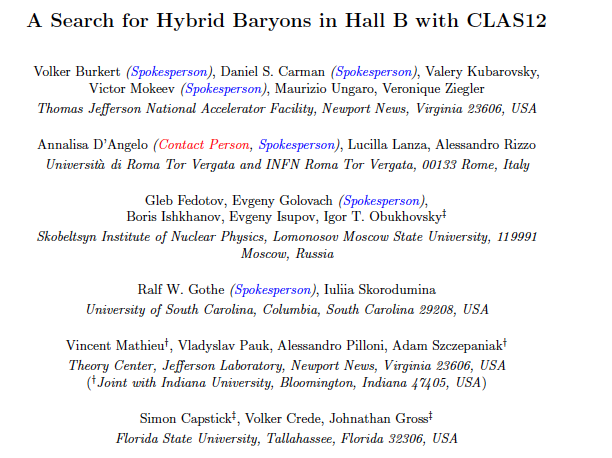 A Search for Hybrid Baryons in Hall B with CLAS12
Volker Burkert (Spokesperson), Daniel S. Carman (Spokesperson), Valery Kubarovsky,
Victor Mokeev (Spokesperson), Maurizio Ungaro, Veronique Ziegler
Thomas Jefferson National Accelerator Facility, Newport News, Virginia 23606, USA
Annalisa D'Angelo (Contact Person, Spokesperson), Lucilla Lanza, Alessandro Rizzo
Università di Roma Tor Vergata and INFN Roma Tor Vergata, 00133 Rome, Italy
Gleb Fedotov, Evgeny Golovach (Spokesperson),
Boris Ishkhanov, Evgeny Isupov, Igor T. Obukhovsky‡
Skobeltsyn Institute of Nuclear Physics, Lomonosov Moscow State University, 119991
Moscow, Russia
Ralf W. Gothe (Spokesperson), Iuliia Skorodumina
University of South Carolina, Columbia, South Carolina 29208, USA
Vincent Mathieu†, Vladyslav Pauk, Alessandro Pilloni, Adam Szczepaniak†
Theory Center, Jefferson Laboratory, Newport News, Virginia 23606, USA
(†Joint with Indiana University, Bloomington, Indiana 47405, USA)
Simon Capstick‡, Volker Crede, Johnathan Gross‡
Florida State University, Tallahassee, Florida 32306, USA